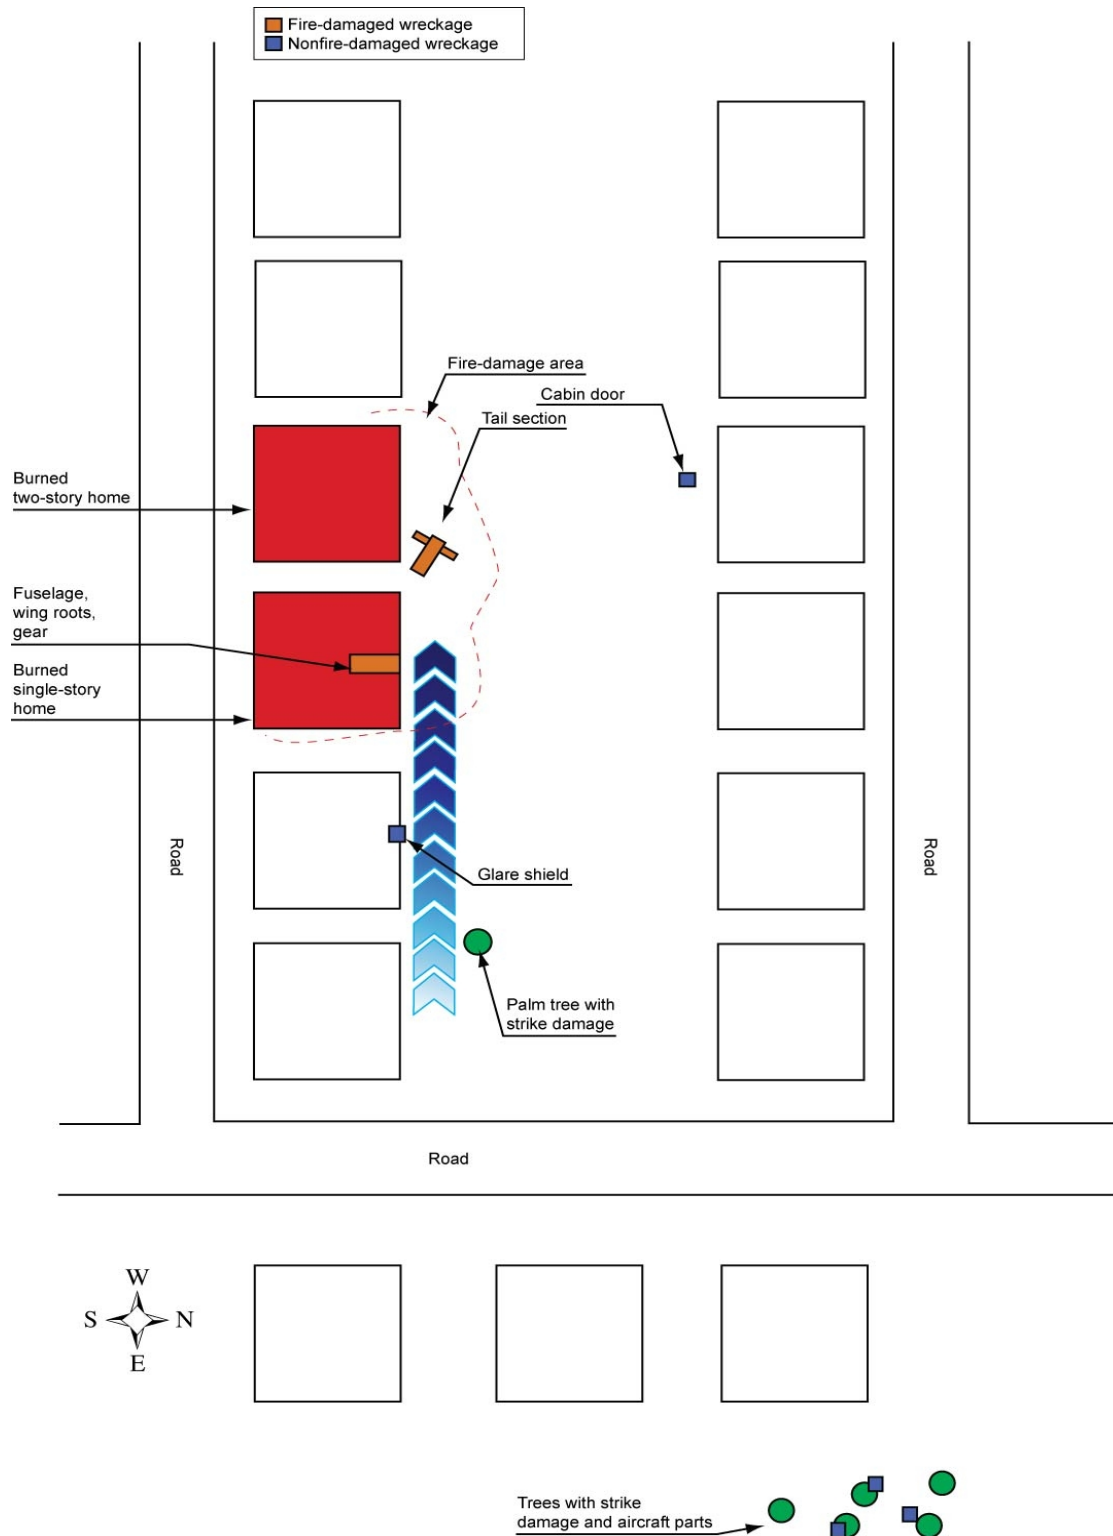 Fire-damaged wreckage
Nonfire-damaged wreckage
Fire-damage area
Cabin door
Tail section
Burned
two-story home
Fuselage,
wing roots,
gear
Burned
single-story
home
Road
Road
Glare shield
Palm tree with
strike damage
Road
W
S
N
E
Trees with strike
damage and aircraft parts